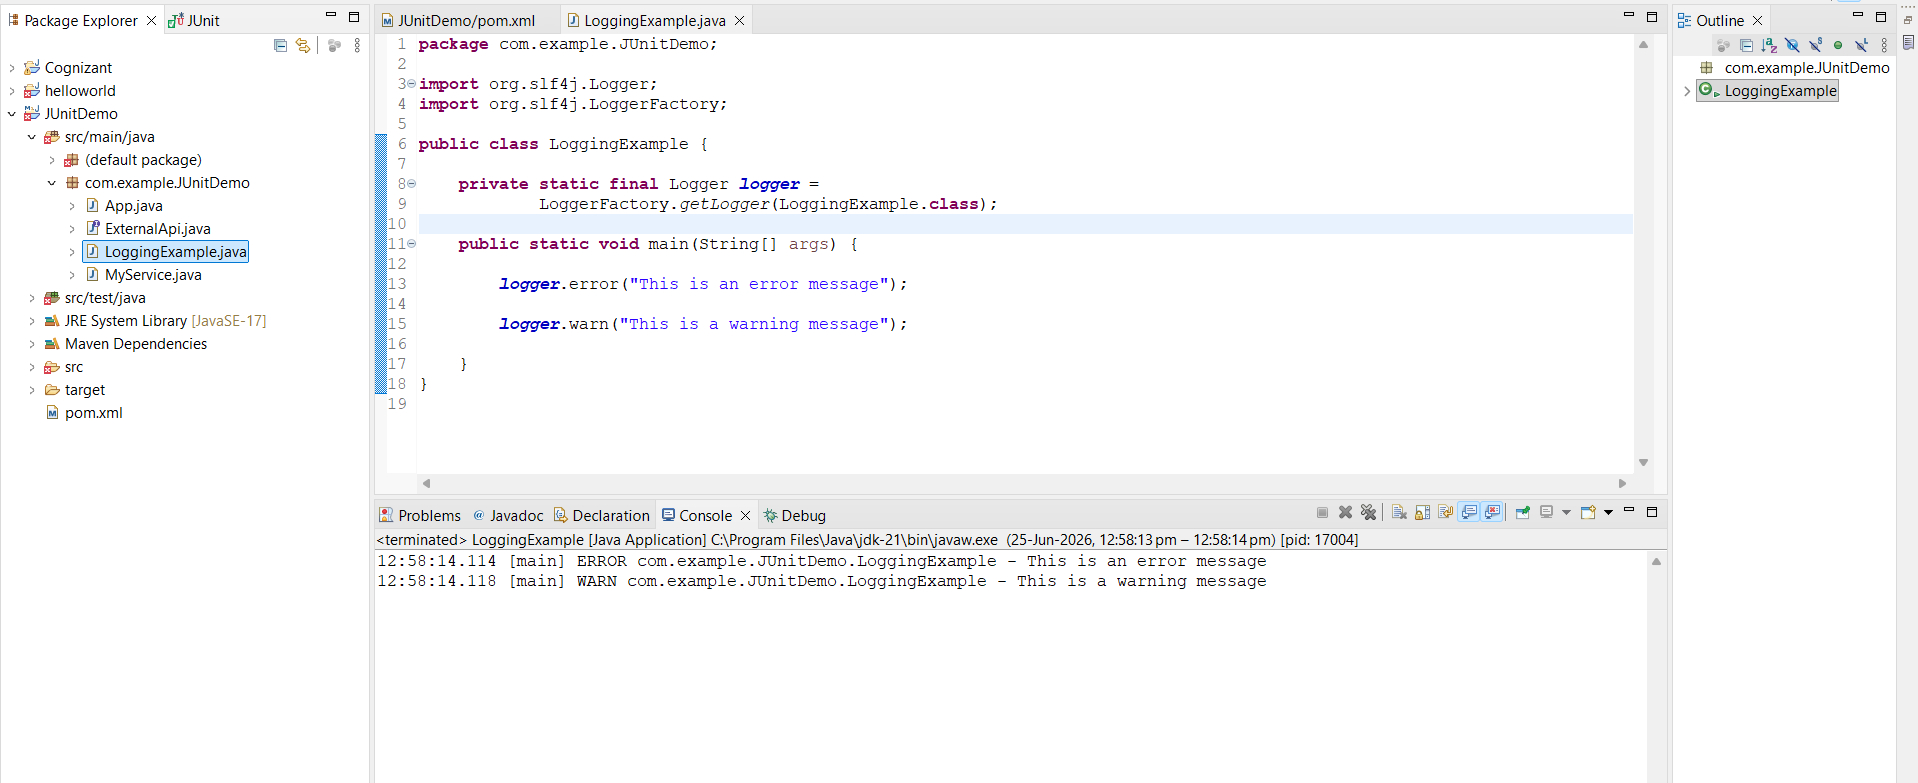 Package Explorer
JUnit
Cognizant
helloworld
JUnitDemo
src/main/java
(default package)
com.example.JUnitDemo
App.java
ExternalApi.java
LoggingExample.java
MyService.java
src/test/java
JRE System Library [JavaSE-17]
Maven Dependencies
src
target
pom.xml
JUnitDemo/pom.xml
LoggingExample.java
1 package com.example.JUnitDemo;
2
3 import org.slf4j.Logger;
4 import org.slf4j.LoggerFactory;
5
6 public class LoggingExample {
7
8     private static final Logger logger =
9             LoggerFactory.getLogger(LoggingExample.class);
10
11     public static void main(String[] args) {
12
13         logger.error("This is an error message");
14
15         logger.warn("This is a warning message");
16
17     }
18 }
19
Problems
Javadoc
Declaration
Console
Debug
<terminated> LoggingExample [Java Application] C:\Program Files\Java\jdk-21\bin\javaw.exe (25-Jun-2026, 12:58:13 pm – 12:58:14 pm) [pid: 17004]
12:58:14.114 [main] ERROR com.example.JUnitDemo.LoggingExample - This is an error message
12:58:14.118 [main] WARN com.example.JUnitDemo.LoggingExample - This is a warning message
Outline
com.example.JUnitDemo
LoggingExample